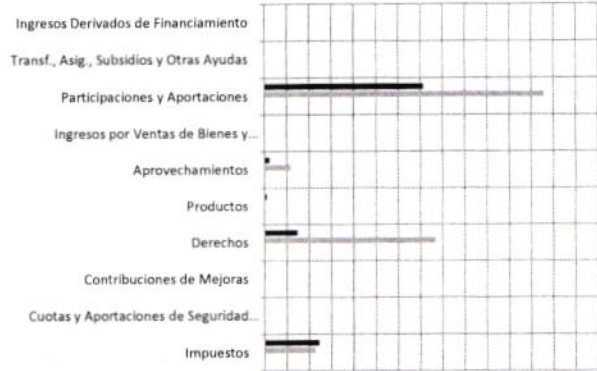 Ingresos Derivados de Financiamiento
Transf., Asig., Subsidios y Otras Ayudas
Participaciones y Aportaciones
Ingresos por Ventas de Bienes y...
Aprovechamientos
Productos
Derechos
Contribuciones de Mejoras
Cuotas y Aportaciones de Seguridad...
Impuestos